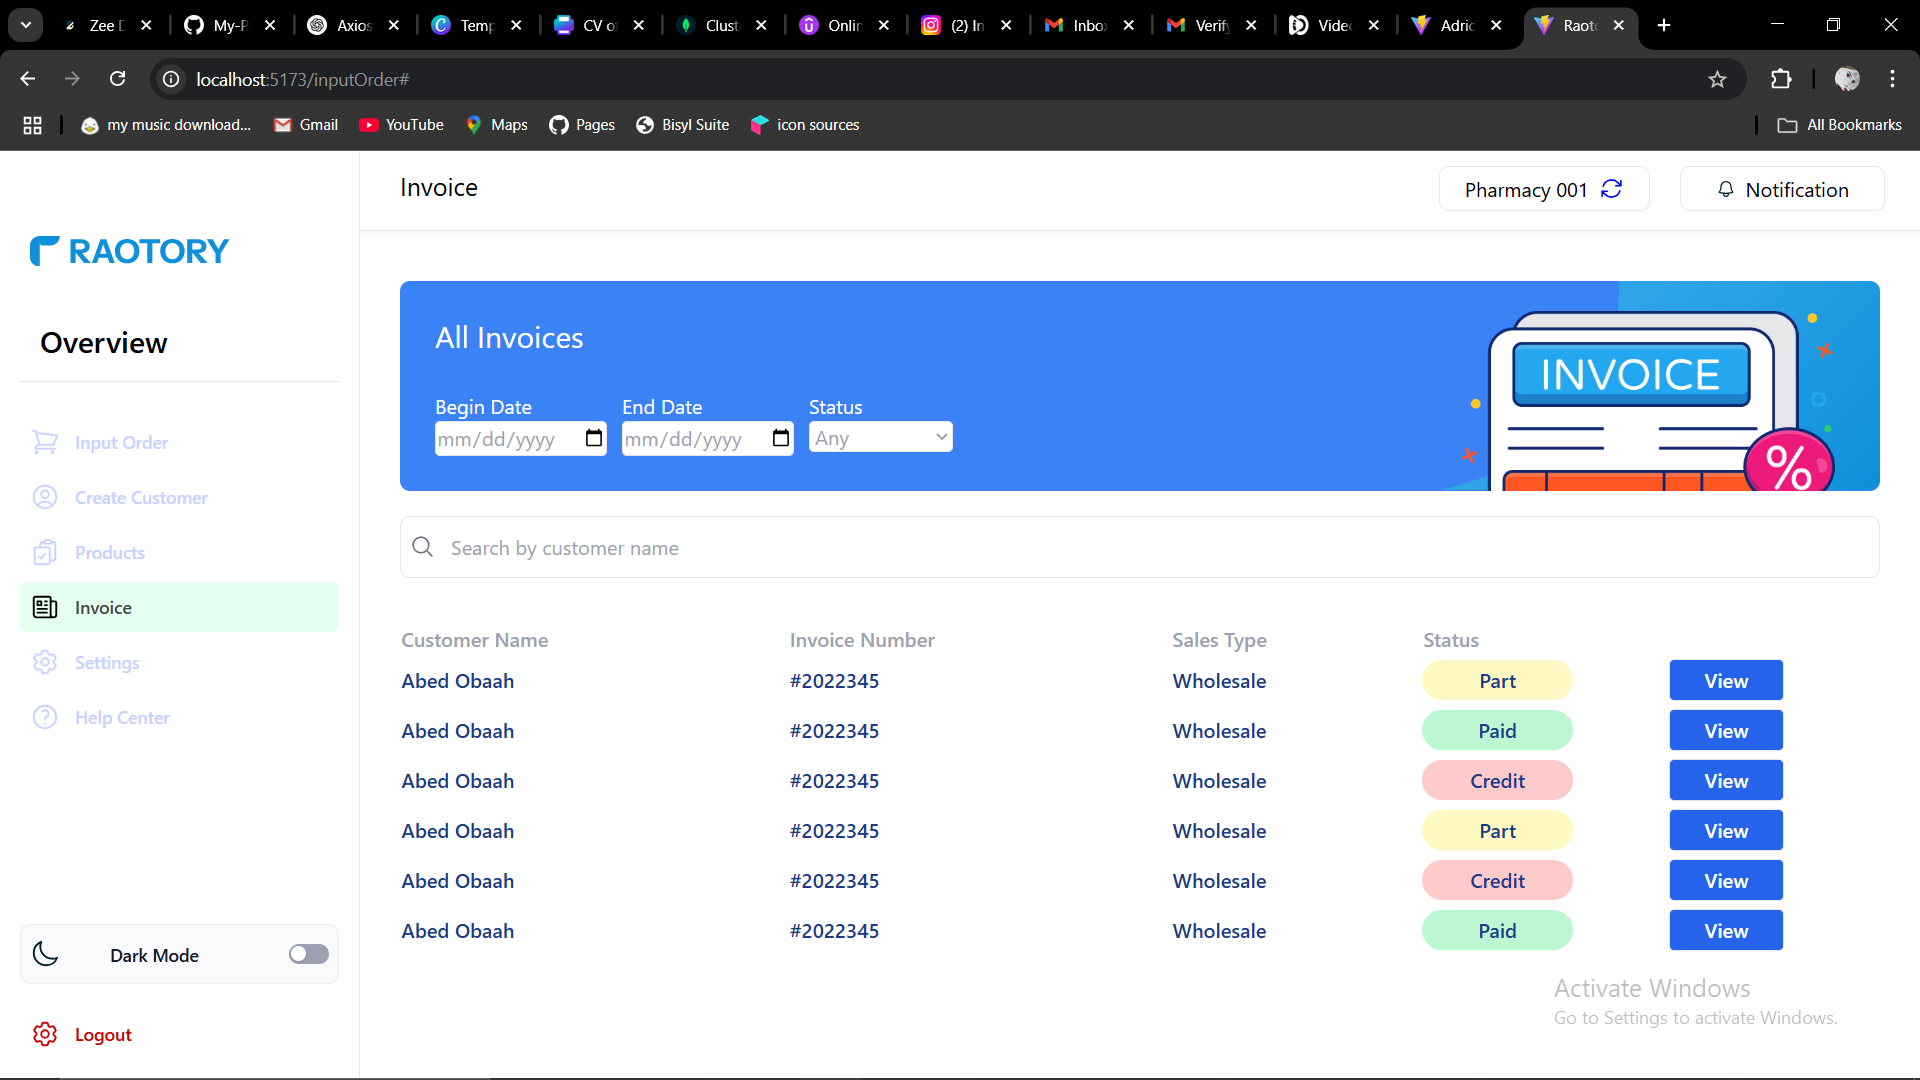 Zee D
My-P
Axios
Temp
CV o
Clust
Onlin
(2) In
Inbo
Verify
Vide
Adric
Raot
localhost:5173/inputOrder#
my music download...
Gmail
YouTube
Maps
Pages
Bisyl Suite
icon sources
All Bookmarks
RAOTORY
Overview
Input Order
Create Customer
Products
Invoice
Settings
Help Center
Dark Mode
Logout
Invoice
Pharmacy 001
Notification
All Invoices
Begin Date End Date Status
mm/dd/yyyy mm/dd/yyyy Any
INVOICE
%
Search by customer name
Customer Name Invoice Number Sales Type Status
Abed Obaah #2022345 Wholesale Part View
Abed Obaah #2022345 Wholesale Paid View
Abed Obaah #2022345 Wholesale Credit View
Abed Obaah #2022345 Wholesale Part View
Abed Obaah #2022345 Wholesale Credit View
Abed Obaah #2022345 Wholesale Paid View
Activate Windows
Go to Settings to activate Windows.